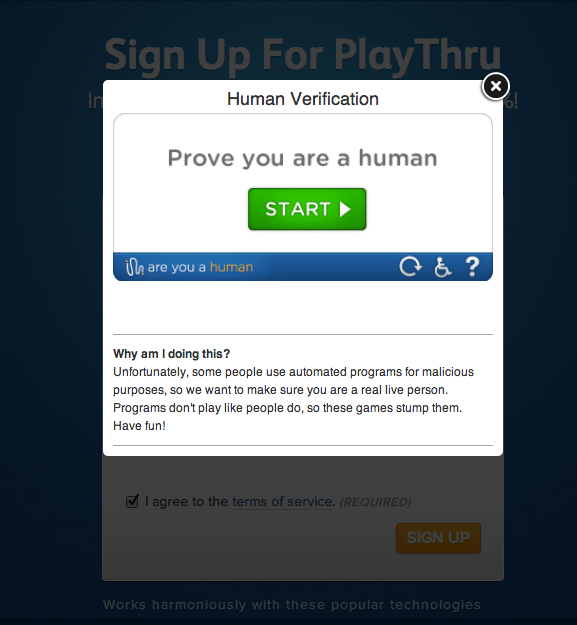 Sign Up For PlayThru
Human Verification
Prove you are a human
START
are you a human
?
Why am I doing this?
Unfortunately, some people use automated programs for malicious
purposes, so we want to make sure you are a real live person.
Programs don't play like people do, so these games stump them.
Have fun!
I agree to the terms of service. (REQUIRED)
SIGN UP
Works harmoniously with these popular technologies